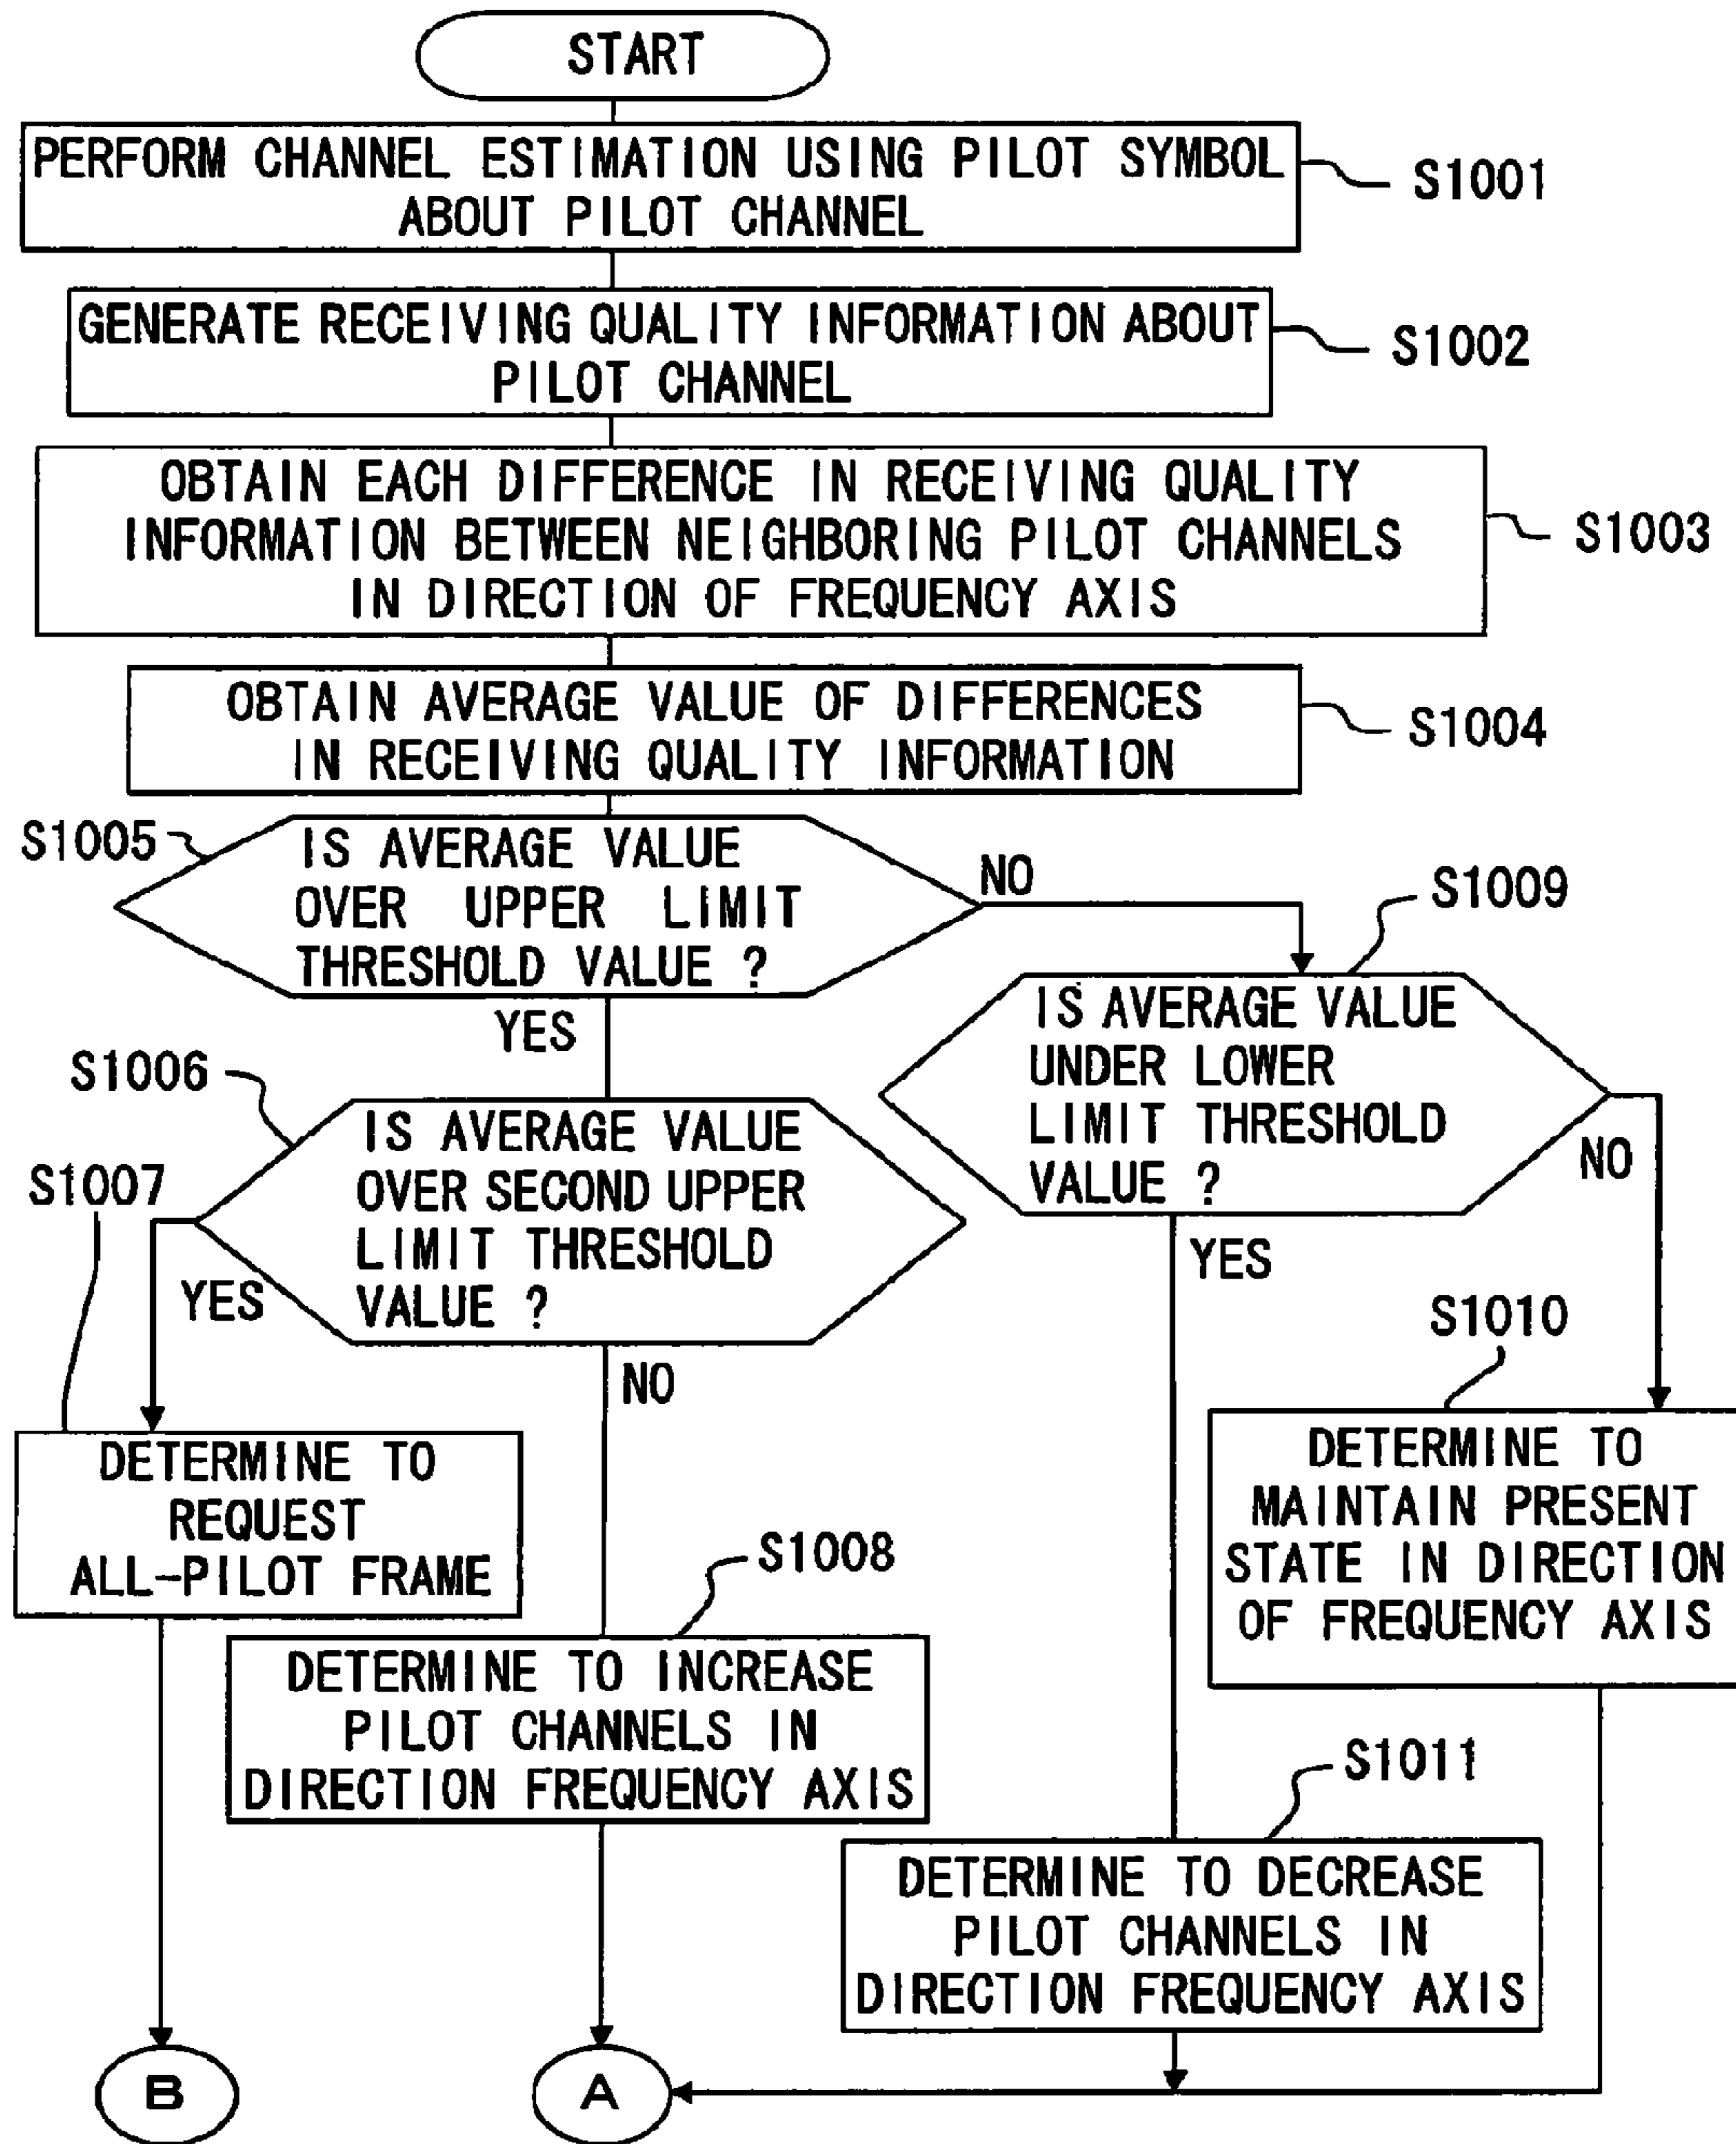 START
PERFORM CHANNEL ESTIMATION USING PILOT SYMBOL
ABOUT PILOT CHANNEL
S1001
GENERATE RECEIVING QUALITY INFORMATION ABOUT
PILOT CHANNEL
S1002
OBTAIN EACH DIFFERENCE IN RECEIVING QUALITY
INFORMATION BETWEEN NEIGHBORING PILOT CHANNELS
IN DIRECTION OF FREQUENCY AXIS
S1003
OBTAIN AVERAGE VALUE OF DIFFERENCES
IN RECEIVING QUALITY INFORMATION
S1004
S1005
IS AVERAGE VALUE
OVER UPPER LIMIT
THRESHOLD VALUE ?
NO
YES
S1009
IS AVERAGE VALUE
UNDER LOWER
LIMIT THRESHOLD
VALUE ?
NO
YES
S1006
IS AVERAGE VALUE
OVER SECOND UPPER
LIMIT THRESHOLD
VALUE ?
YES
NO
S1007
DETERMINE TO
REQUEST
ALL-PILOT FRAME
S1008
DETERMINE TO INCREASE
PILOT CHANNELS IN
DIRECTION FREQUENCY AXIS
S1010
DETERMINE TO
MAINTAIN PRESENT
STATE IN DIRECTION
OF FREQUENCY AXIS
S1011
DETERMINE TO DECREASE
PILOT CHANNELS IN
DIRECTION FREQUENCY AXIS
B
A